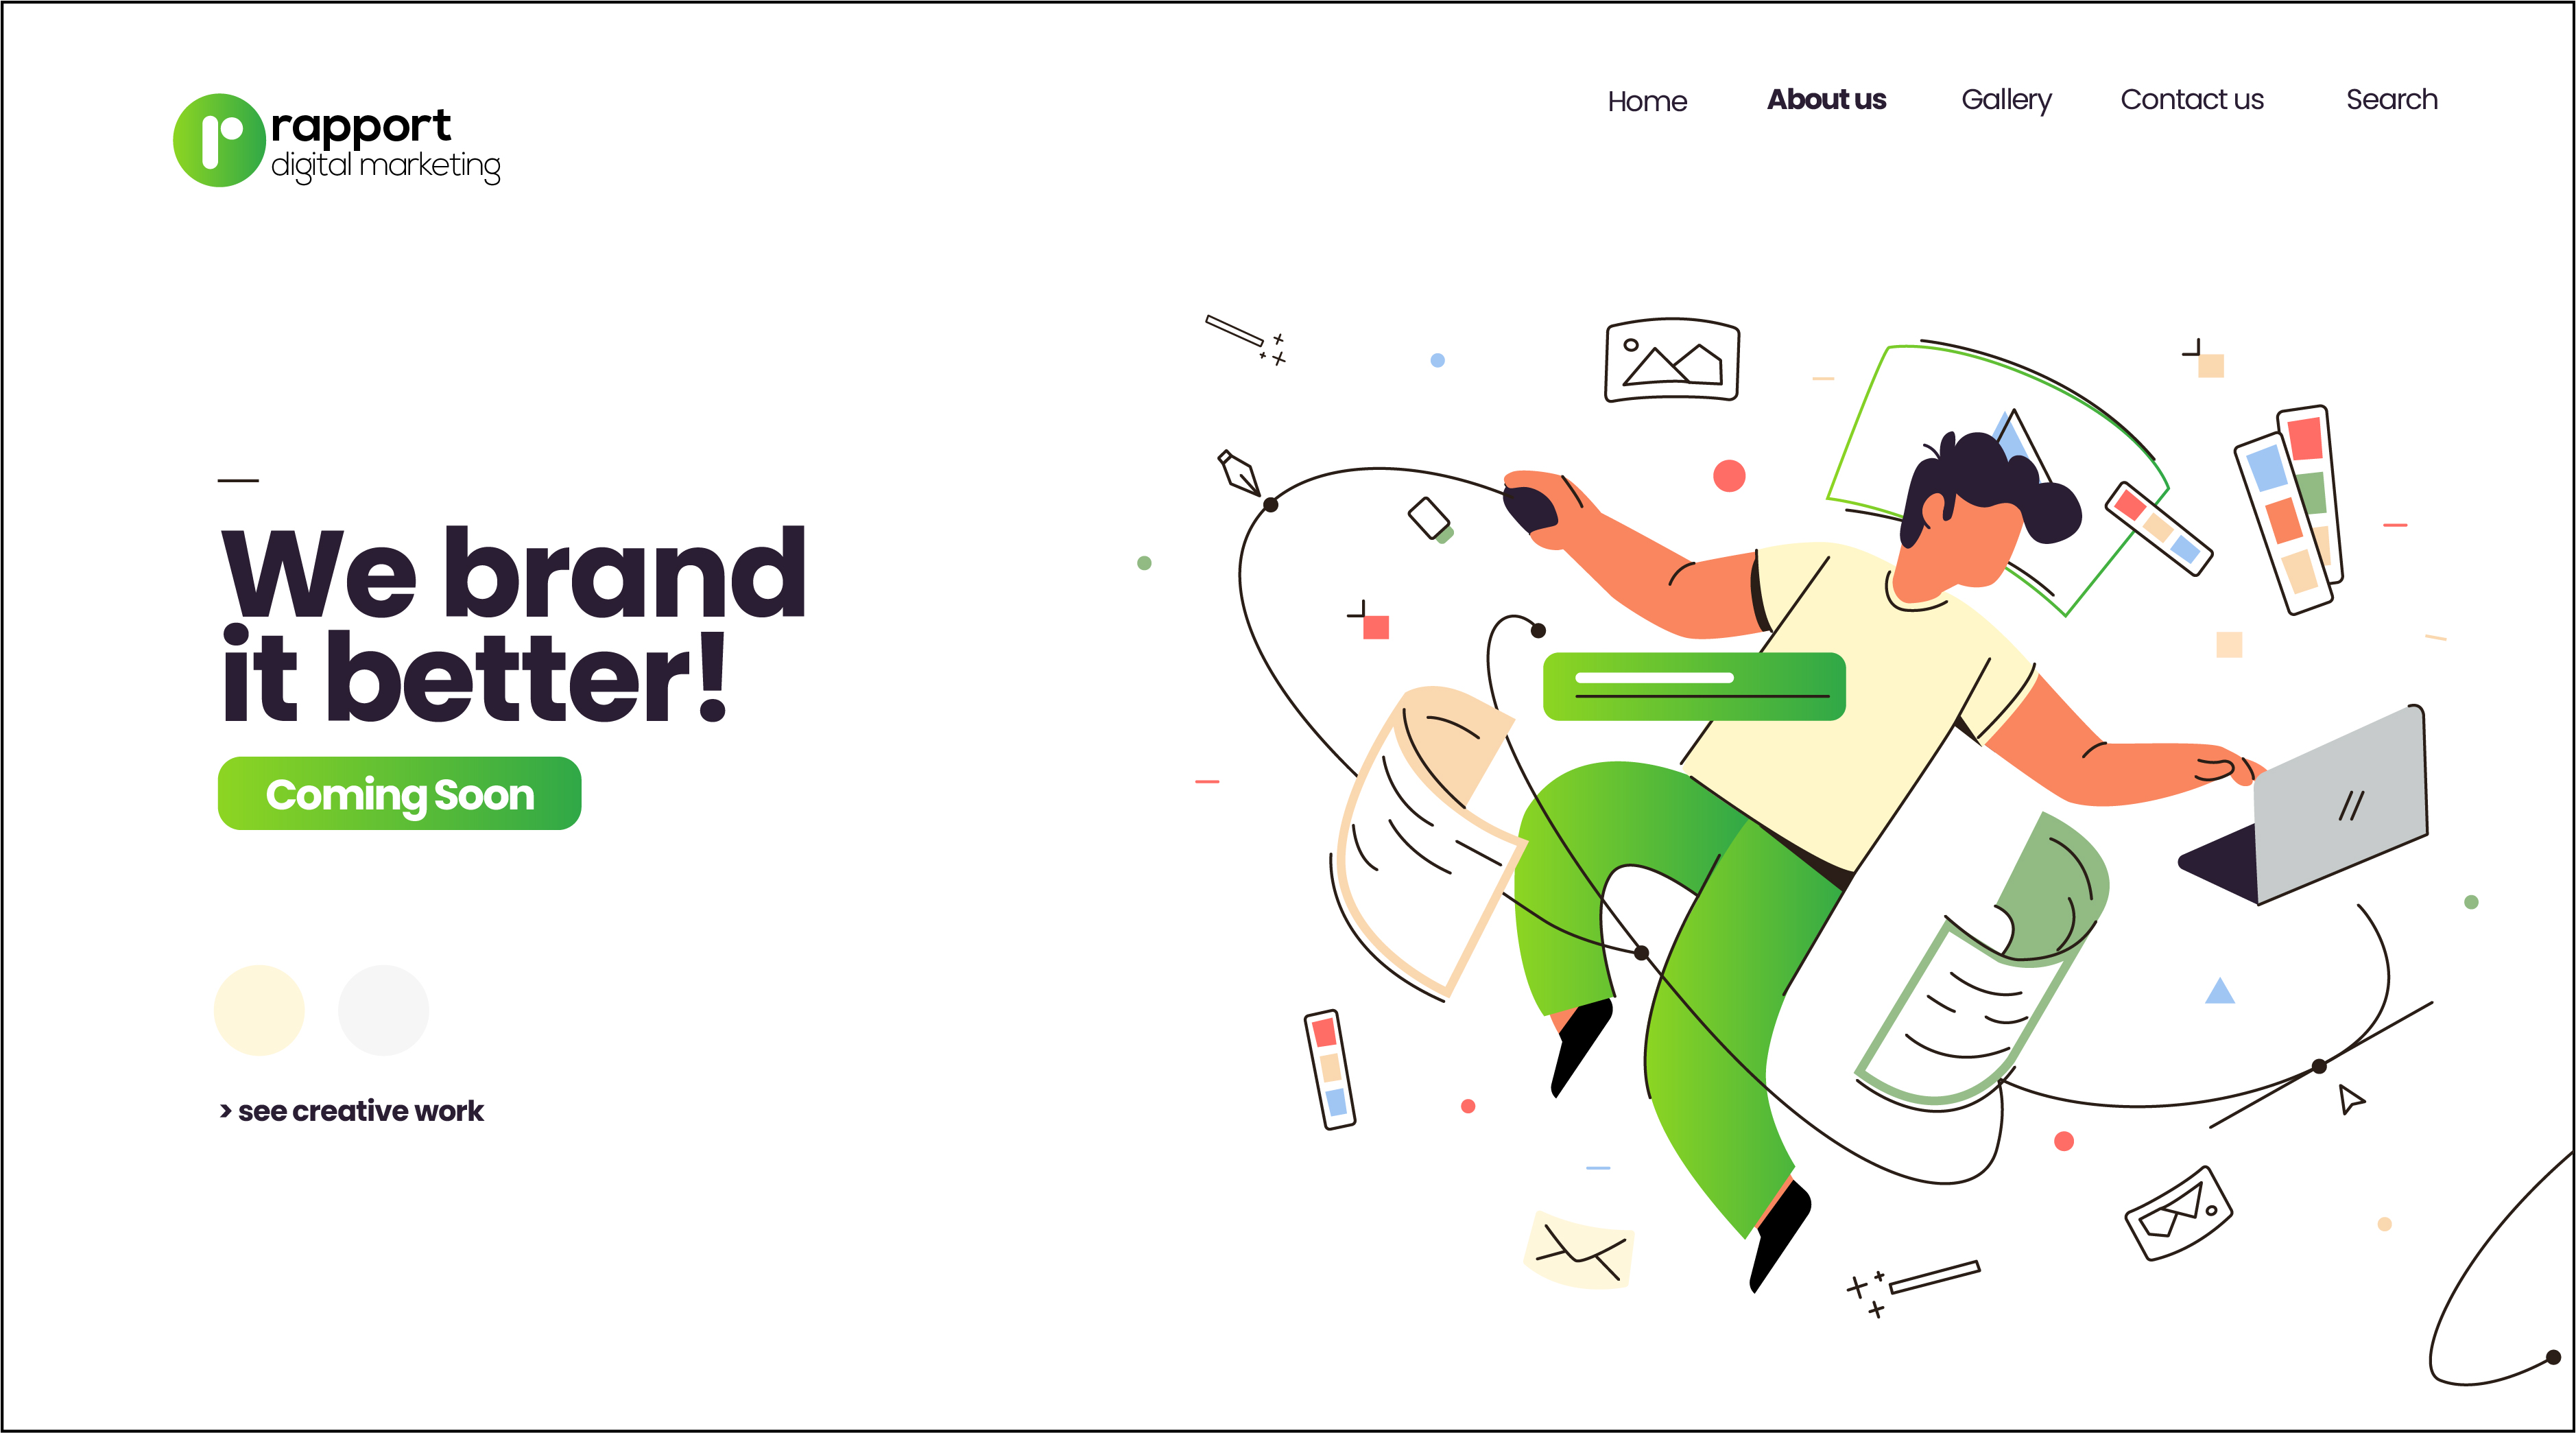 rapport
digital marketing
Home
About us
Gallery
Contact us
Search
We brand
it better!
Coming Soon
> see creative work